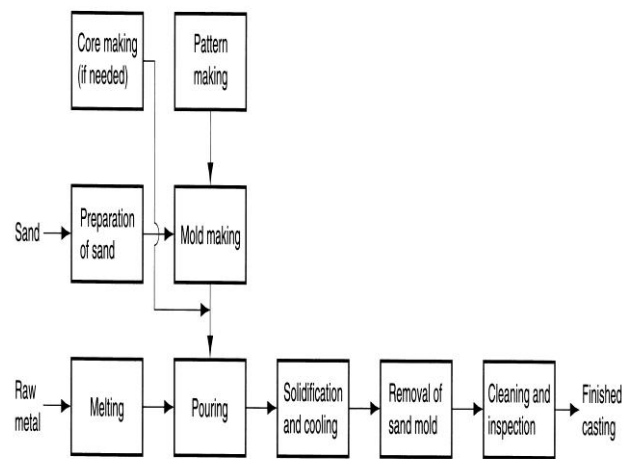 Core making
(if needed)
Pattern
making
Sand
Preparation
of sand
Mold making
Raw
metal
Melting
Pouring
Solidification
and cooling
Removal of
sand mold
Cleaning and
inspection
Finished
casting